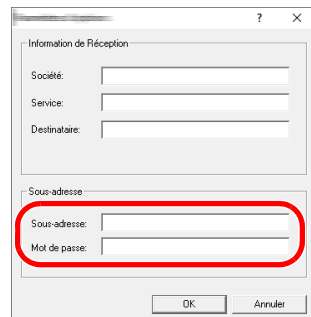 ?
Information de Réception
Société:
Service:
Destinataire:
Sous-adresse
Sous-adresse:
Mot de passe:
OK Annuler